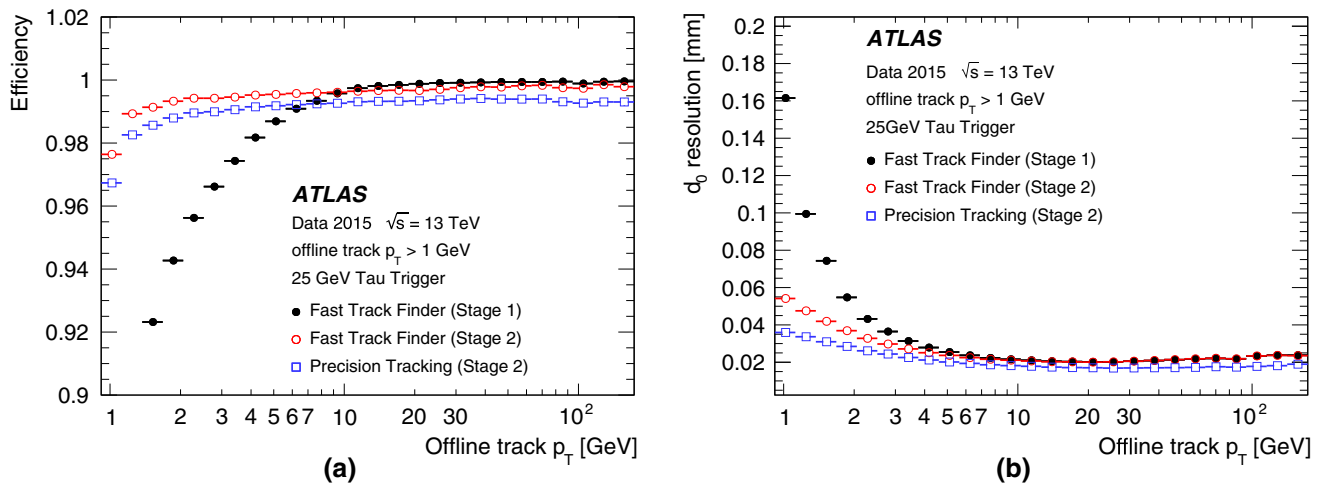 Efficiency
1.02
1
0.98
0.96
0.94
0.92
0.9
ATLAS
Data 2015 √s = 13 TeV
offline track p_T > 1 GeV
25 GeV Tau Trigger
Fast Track Finder (Stage 1)
Fast Track Finder (Stage 2)
Precision Tracking (Stage 2)
1 2 3 4 5 6 7 10 20 30 10²
Offline track p_T [GeV]
(a)
d₀ resolution [mm]
0.2
0.18
0.16
0.14
0.12
0.1
0.08
0.06
0.04
0.02
0
ATLAS
Data 2015 √s = 13 TeV
offline track p_T > 1 GeV
25GeV Tau Trigger
Fast Track Finder (Stage 1)
Fast Track Finder (Stage 2)
Precision Tracking (Stage 2)
1 2 3 4 5 6 7 10 20 30 10²
Offline track p_T [GeV]
(b)